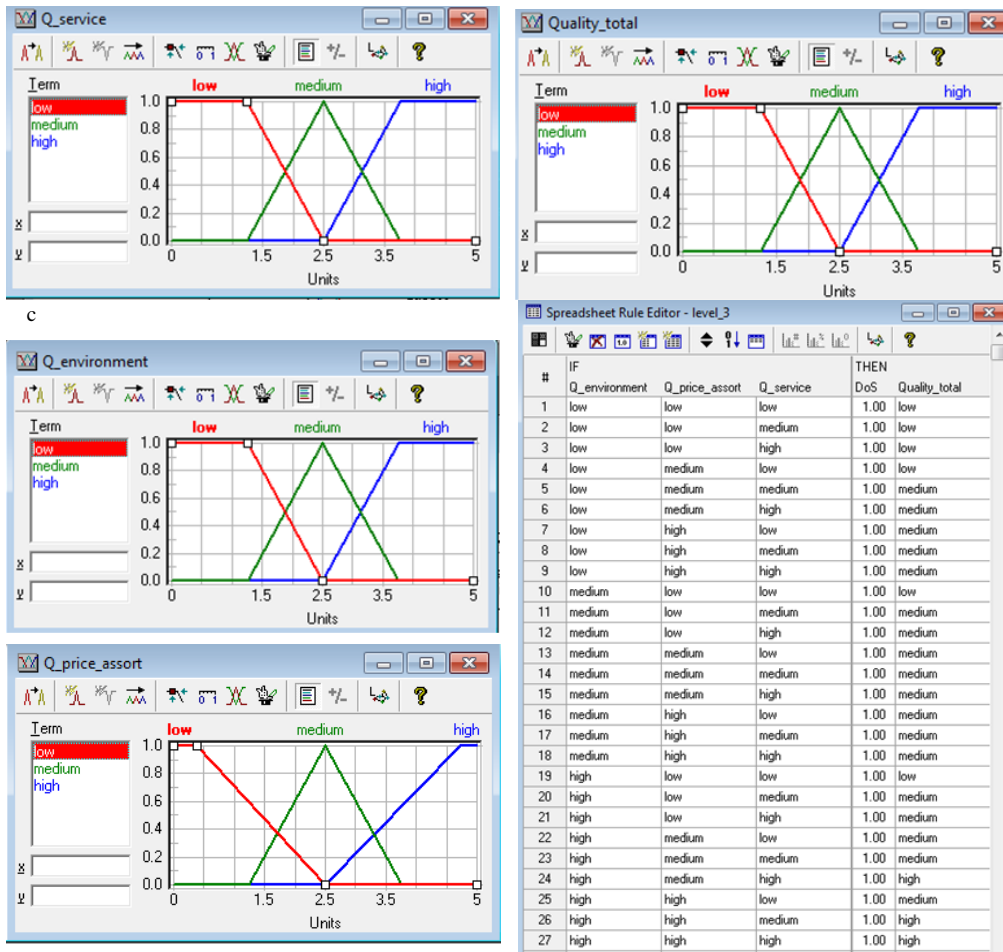 Q_service
Term
low
medium
high
x
y
low medium high
1.0
0.8
0.6
0.4
0.2
0.0
0 1.5 2.5 3.5 5
Units
Quality_total
Term
low
medium
high
x
y
low medium high
1.0
0.8
0.6
0.4
0.2
0.0
0 1.5 2.5 3.5 5
Units
c
Q_environment
Term
low
medium
high
x
y
low medium high
1.0
0.8
0.6
0.4
0.2
0.0
0 1.5 2.5 3.5 5
Units
Q_price_assort
Term
low
medium
high
x
y
low medium high
1.0
0.8
0.6
0.4
0.2
0.0
0 1.5 2.5 3.5 5
Units
Spreadsheet Rule Editor - level_3
IF THEN
# Q_environment Q_price_assort Q_service DoS Quality_total
1 low low low 1.00 low
2 low low medium 1.00 low
3 low low high 1.00 low
4 low medium low 1.00 low
5 low medium medium 1.00 medium
6 low medium high 1.00 medium
7 low high low 1.00 medium
8 low high medium 1.00 medium
9 low high high 1.00 medium
10 medium low low 1.00 low
11 medium low medium 1.00 medium
12 medium low high 1.00 medium
13 medium medium low 1.00 medium
14 medium medium medium 1.00 medium
15 medium medium high 1.00 medium
16 medium high low 1.00 medium
17 medium high medium 1.00 medium
18 medium high high 1.00 medium
19 high low low 1.00 low
20 high low medium 1.00 medium
21 high low high 1.00 medium
22 high medium low 1.00 medium
23 high medium medium 1.00 medium
24 high medium high 1.00 high
25 high high low 1.00 medium
26 high high medium 1.00 high
27 high high high 1.00 high